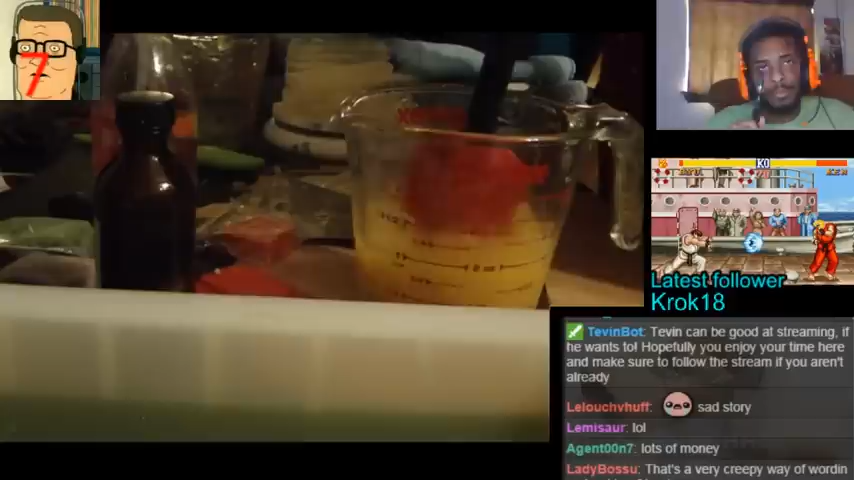 KO
KEN
Latest follower
Krok18
TevinBot: Tevin can be good at streaming, if
he wants to! Hopefully you enjoy your time here
and make sure to follow the stream if you aren't
already
Lelouchvhuff: sad story
Lemisaur: lol
Agent00n7: lots of money
LadyBossu: That's a very creepy way of wordin